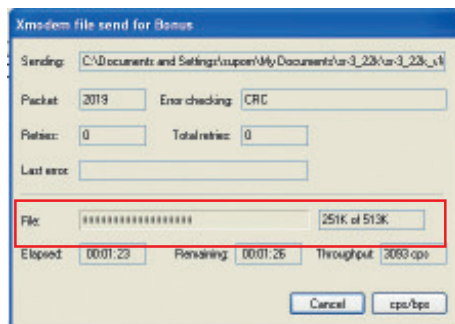 Xmodem file send for Bonus
Sending: C:\Documents and Settings\supom\My Documents\sr-3_22k\sr-3_22k_v1
Packet: 2019 Error checking: CRC
Retries: 0 Total retries: 0
Last error:
File: 251K of 513K
Elapsed: 00:01:23 Remaining: 00:01:26 Throughput: 3093 cps
Cancel cps/bps